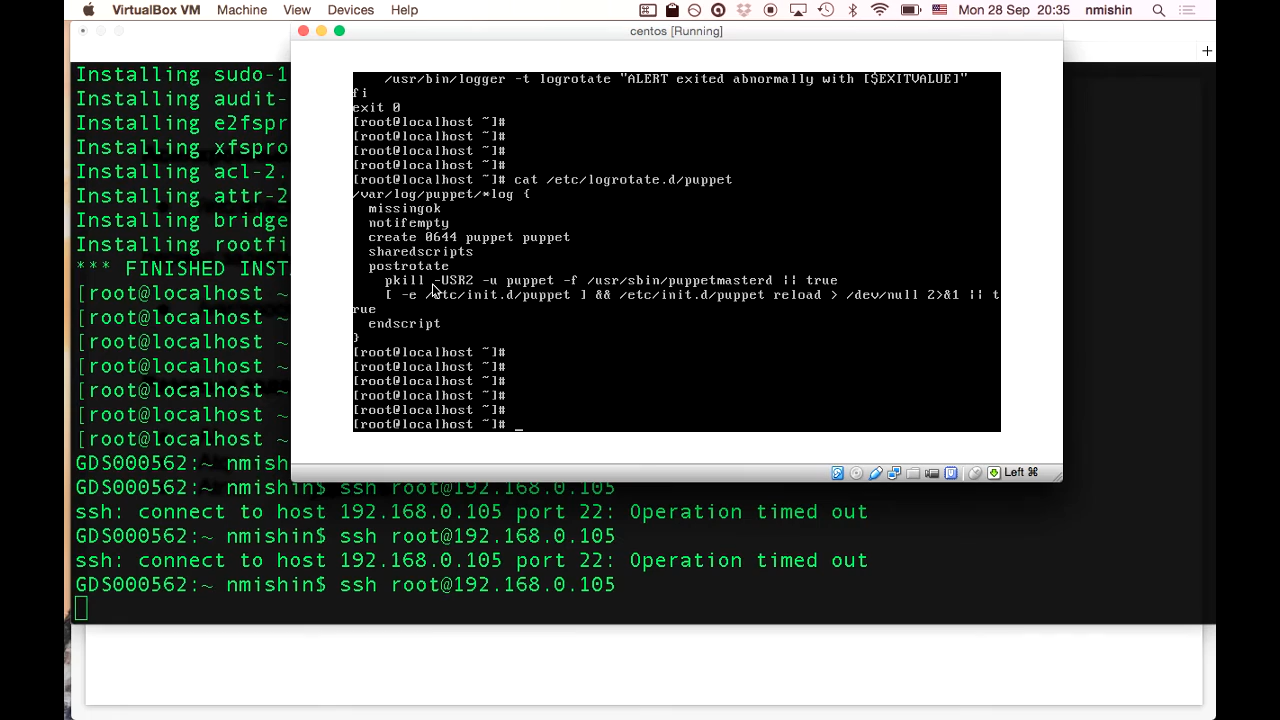 VirtualBox VM Machine View Devices Help Mon 28 Sep 20:35 nmishin
centos [Running]
Installing sudo-1
Installing audit-
Installing e2fspr
Installing xfspro
Installing acl-2.
Installing attr-2
Installing bridge
Installing rootfi
*** FINISHED INST
[root@localhost ~
[root@localhost ~
[root@localhost ~
[root@localhost ~
[root@localhost ~
[root@localhost ~
[root@localhost ~
GDS000562:~ nmish
GDS000562:~ nmishin$ ssh root@192.168.0.105
ssh: connect to host 192.168.0.105 port 22: Operation timed out
GDS000562:~ nmishin$ ssh root@192.168.0.105
ssh: connect to host 192.168.0.105 port 22: Operation timed out
GDS000562:~ nmishin$ ssh root@192.168.0.105
/usr/bin/logger -t logrotate "ALERT exited abnormally with [$EXITVALUE]"
fi
exit 0
[root@localhost ~]#
[root@localhost ~]#
[root@localhost ~]#
[root@localhost ~]#
[root@localhost ~]# cat /etc/logrotate.d/puppet
/var/log/puppet/*log {
missingok
notifempty
create 0644 puppet puppet
sharedscripts
postrotate
pkill -USR2 -u puppet -f /usr/sbin/puppetmasterd || true
[ -e /etc/init.d/puppet ] && /etc/init.d/puppet reload > /dev/null 2>&1 || t
rue
endscript
}
[root@localhost ~]#
[root@localhost ~]#
[root@localhost ~]#
[root@localhost ~]#
[root@localhost ~]#
[root@localhost ~]# _
Left ⌘